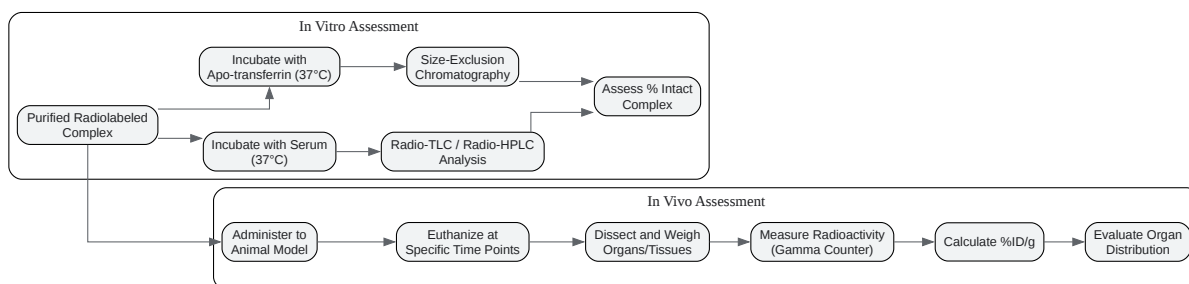 In Vitro Assessment
Incubate with
Apo-transferrin (37°C)
Size-Exclusion
Chromatography
Assess % Intact
Complex
Purified Radiolabeled
Complex
Incubate with Serum
(37°C)
Radio-TLC / Radio-HPLC
Analysis
In Vivo Assessment
Administer to
Animal Model
Euthanize at
Specific Time Points
Dissect and Weigh
Organs/Tissues
Measure Radioactivity
(Gamma Counter)
Calculate %ID/g
Evaluate Organ
Distribution